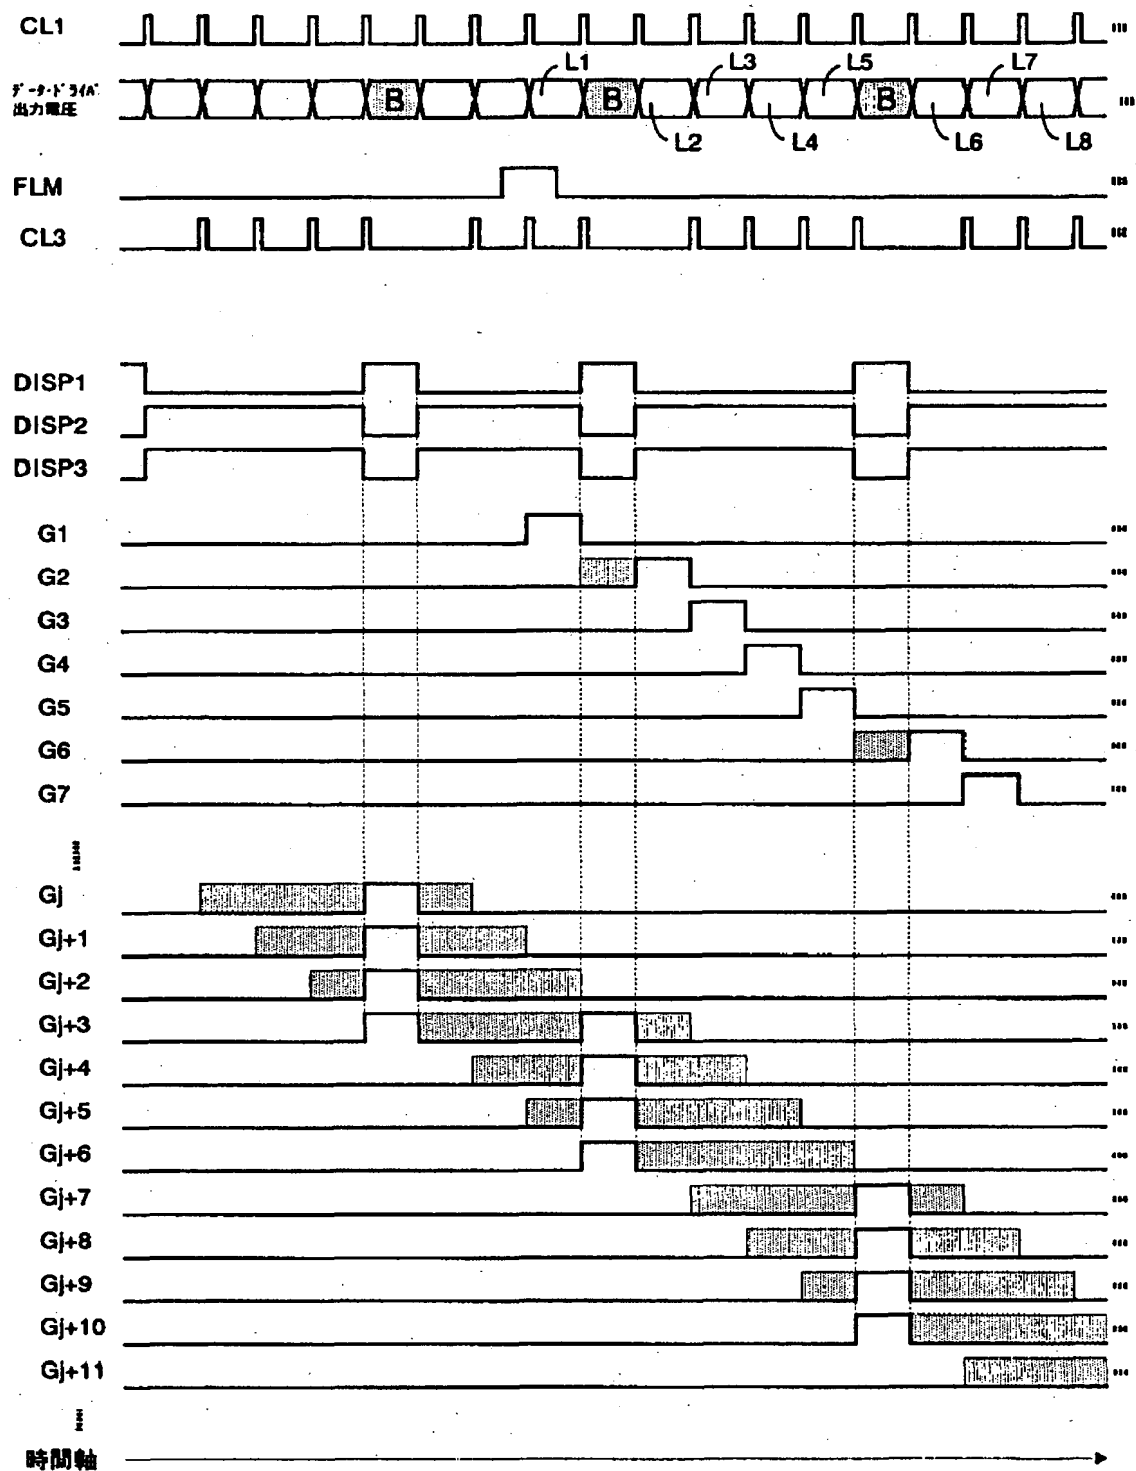 CL1
L1
L3
L5
L7
データ・ドライバ
出力電圧
B
B
B
L2
L4
L6
L8
FLM
CL3
DISP1
DISP2
DISP3
G1
G2
G3
G4
G5
G6
G7
Gj
Gj+1
Gj+2
Gj+3
Gj+4
Gj+5
Gj+6
Gj+7
Gj+8
Gj+9
Gj+10
Gj+11
時間軸